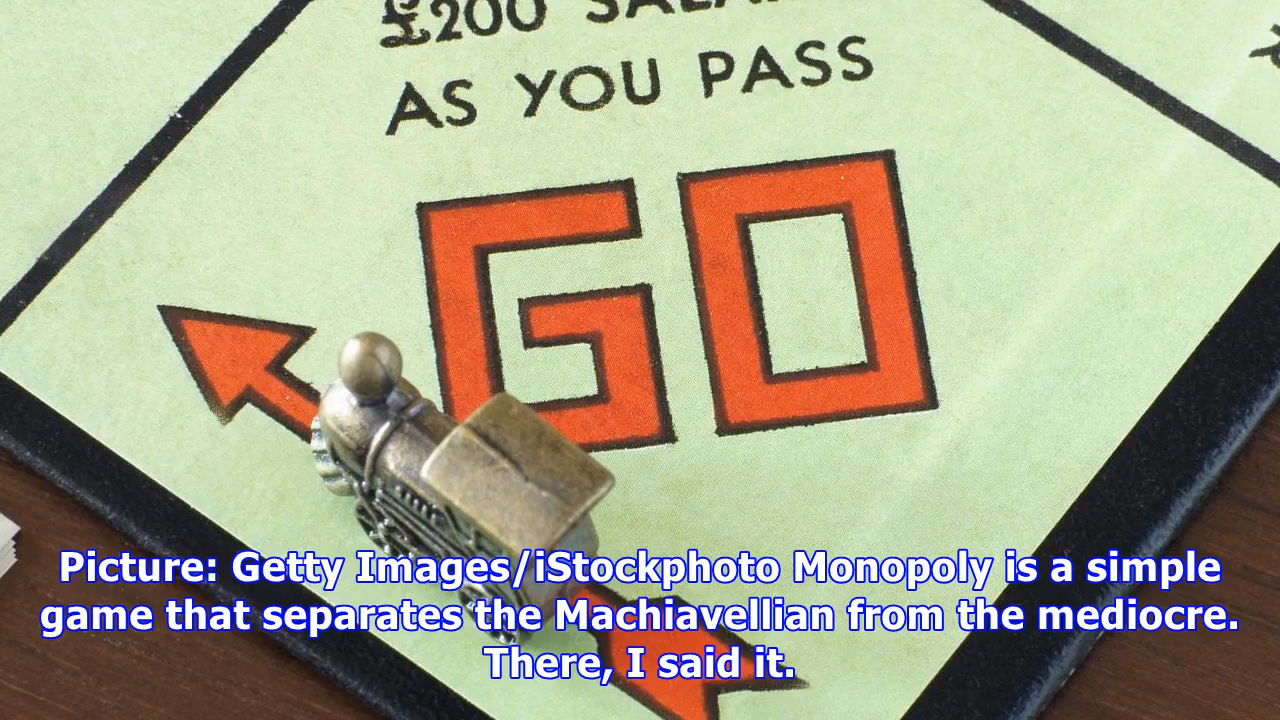 £200 SALAR
AS YOU PASS
GO
Picture: Getty Images/iStockphoto Monopoly is a simple
game that separates the Machiavellian from the mediocre.
There, I said it.